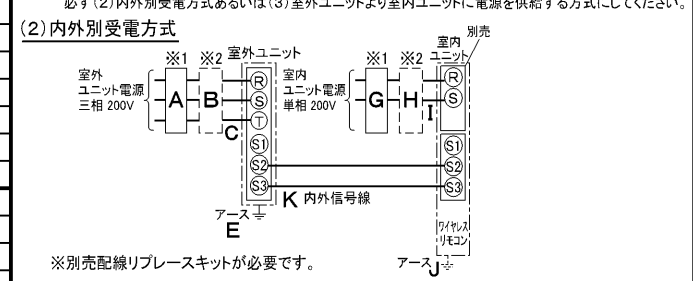 必ず(2)内外別受電方式あるいは(3)室外ユニットより室内ユニットに電源を供給する方式にしてください。
(2)内外別受電方式
別売
※1 ※2 室外ユニット
※1 ※2 室内ユニット
室外
ユニット電源
三相 200V
A B C
R
S
T
S1
S2
S3
室内
ユニット電源
単相 200V
G H I
R
S
S1
S2
S3
K 内外信号線
アース
E
ワイヤレス
リモコン
アース J
※別売配線リプレースキットが必要です。